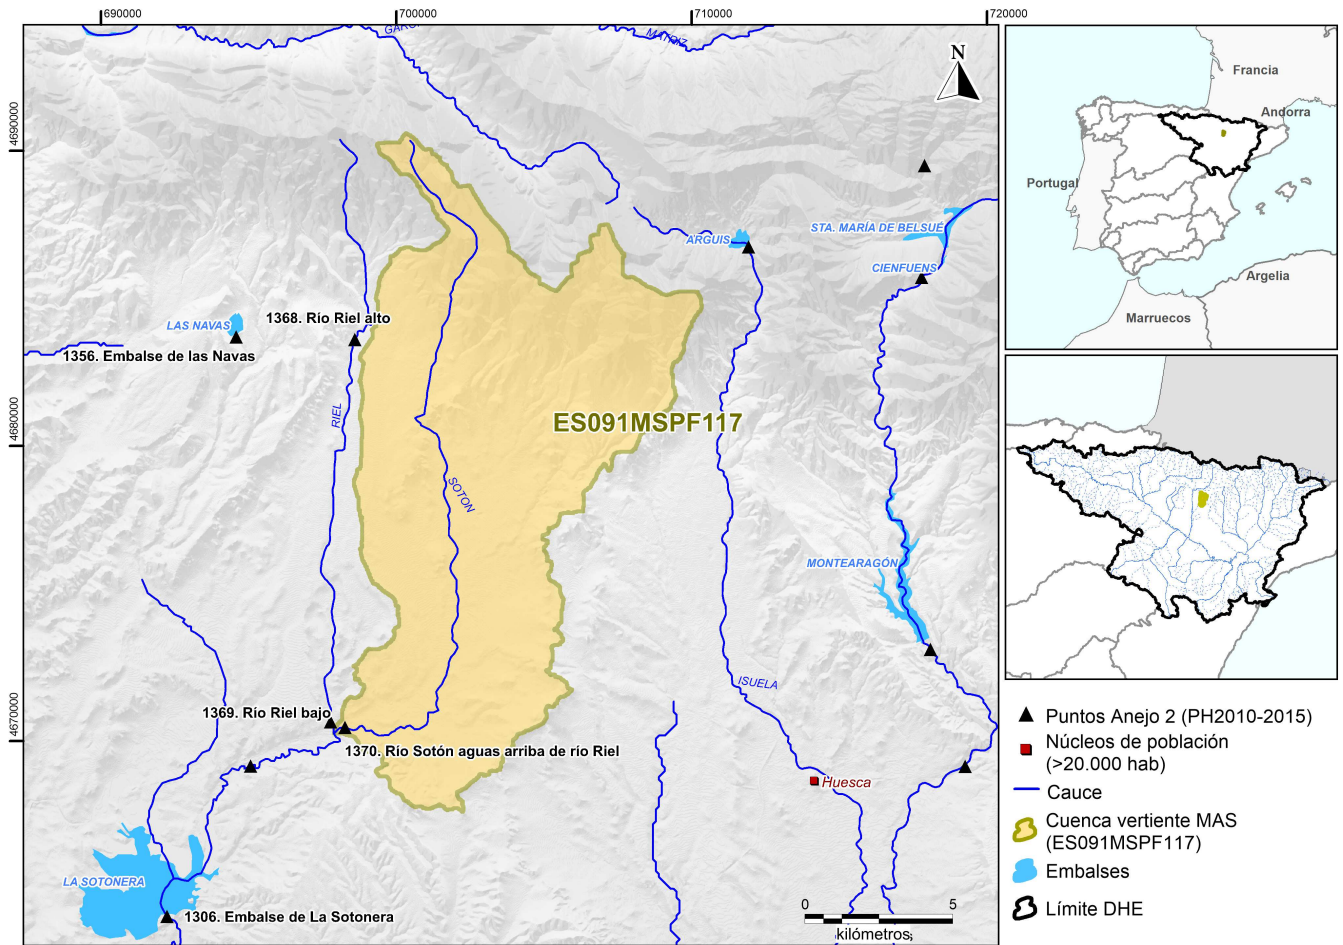 690000
700000
710000
720000
4690000
4680000
4670000
MATRIZ
N
ARGUIS
STA. MARÍA DE BELSUE
CIENFUENS
LAS NAVAS
1368. Río Riel alto
1356. Embalse de las Navas
RIEL
ES091MSPF117
SOTON
MONTEARAGÓN
ISUELA
1369. Río Riel bajo
1370. Río Sotón aguas arriba de río Riel
Huesca
LA SOTONERA
1306. Embalse de La Sotonera
0 5
kilómetros
Francia
Andorra
Portugal
Argelia
Marruecos
Puntos Anejo 2 (PH2010-2015)
Núcleos de población
(>20.000 hab)
Cauce
Cuenca vertiente MAS
(ES091MSPF117)
Embalses
Límite DHE